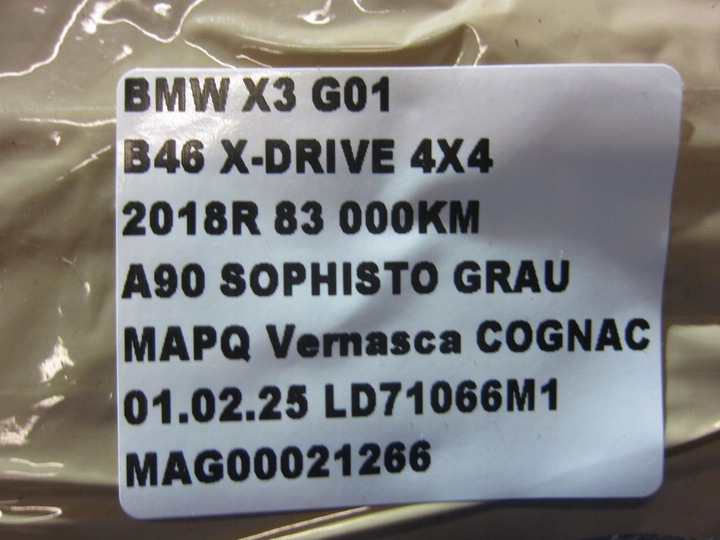 BMW X3 G01
B46 X-DRIVE 4X4
2018R 83 000KM
A90 SOPHISTO GRAU
MAPQ Vernasca COGNAC
01.02.25 LD71066M1
MAG00021266